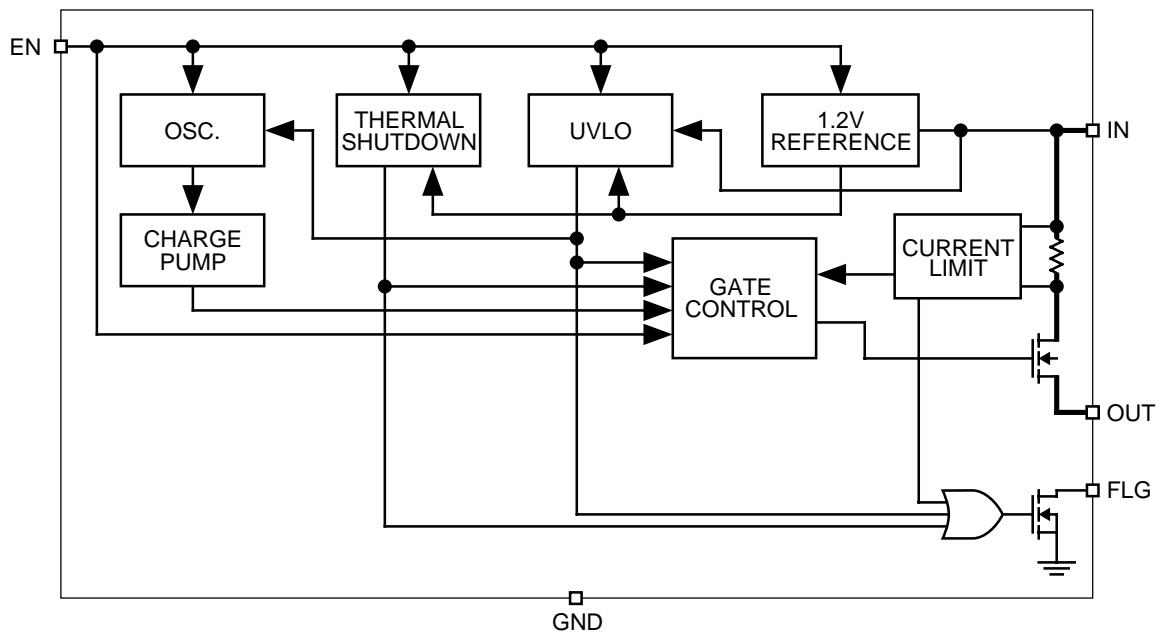 EN
OSC.
THERMAL
SHUTDOWN
UVLO
1.2V
REFERENCE
IN
CHARGE
PUMP
GATE
CONTROL
CURRENT
LIMIT
OUT
FLG
GND